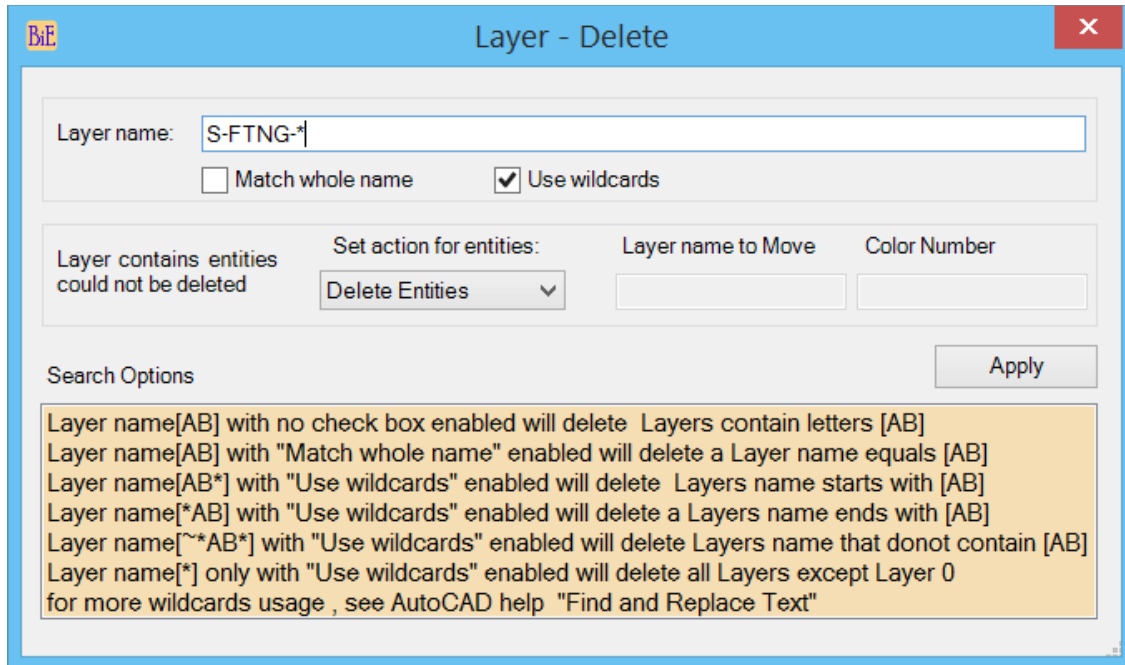 BiE
Layer - Delete
Layer name:
S-FTNG-*
Match whole name
Use wildcards
Layer contains entities
could not be deleted
Set action for entities:
Delete Entities
Layer name to Move
Color Number
Search Options
Apply
Layer name[AB] with no check box enabled will delete  Layers contain letters [AB]
Layer name[AB] with "Match whole name" enabled will delete a Layer name equals [AB]
Layer name[AB*] with "Use wildcards" enabled will delete  Layers name starts with [AB]
Layer name[*AB] with "Use wildcards" enabled will delete a Layers name ends with [AB]
Layer name[~*AB*] with "Use wildcards" enabled will delete Layers name that donot contain [AB]
Layer name[*] only with "Use wildcards" enabled will delete all Layers except Layer 0
for more wildcards usage , see AutoCAD help  "Find and Replace Text"